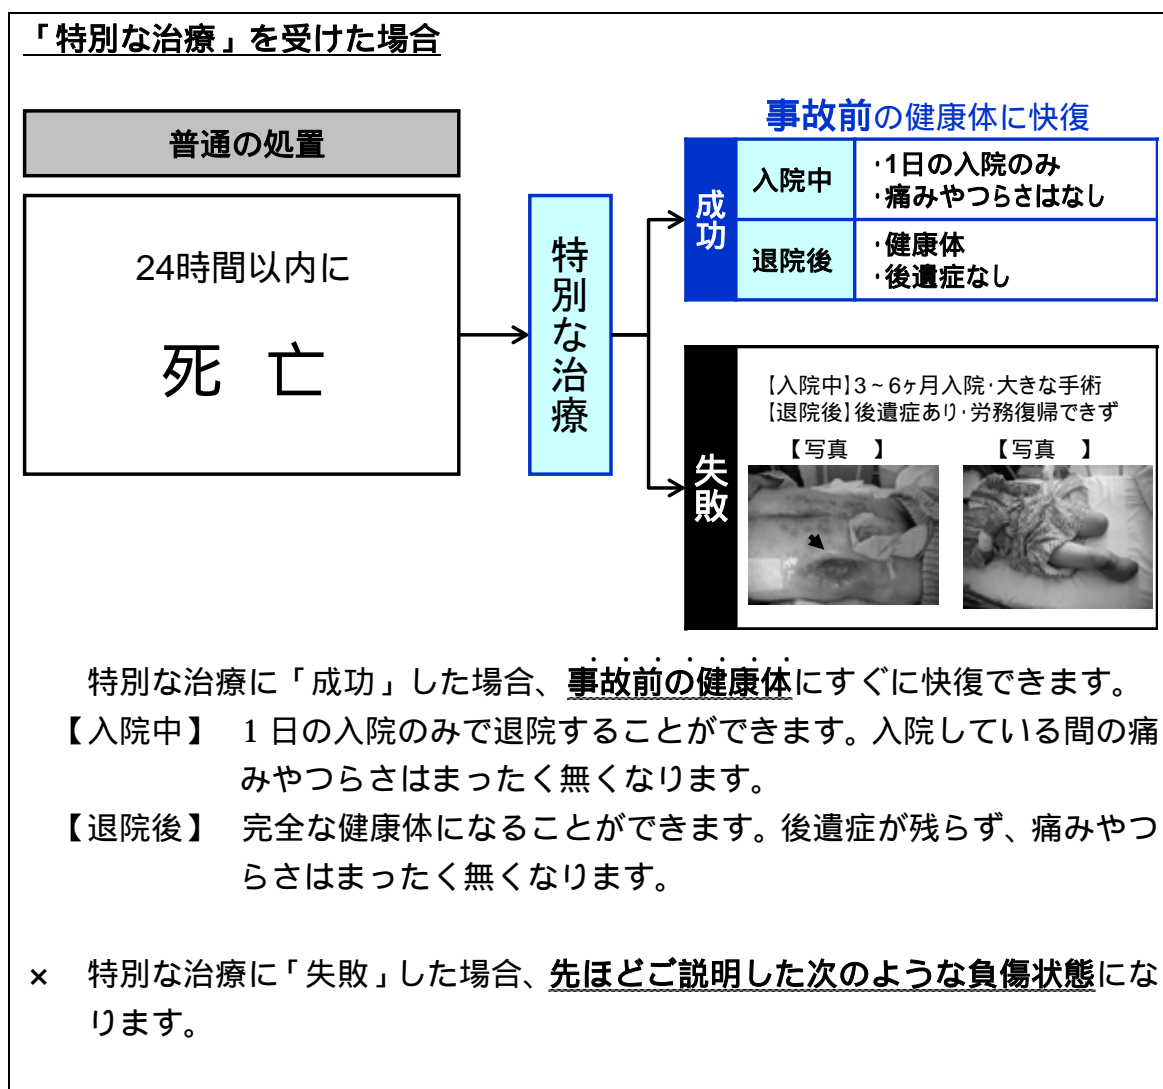 「特別な治療」を受けた場合
普通の処置
24時間以内に
死 亡
特別な治療
事故前の健康体に快復
成功
入院中
・1日の入院のみ
・痛みやつらさはなし
退院後
・健康体
・後遺症なし
失敗
【入院中】3~6ヶ月入院・大きな手術
【退院後】後遺症あり・労務復帰できず
【写真　】
【写真　】
特別な治療に「成功」した場合、事故前の健康体にすぐに快復できます。
【入院中】 1日の入院のみで退院することができます。入院している間の痛
みやつらさはまったく無くなります。
【退院後】 完全な健康体になることができます。後遺症が残らず、痛みやつ
らさはまったく無くなります。
× 特別な治療に「失敗」した場合、先ほどご説明した次のような負傷状態にな
ります。